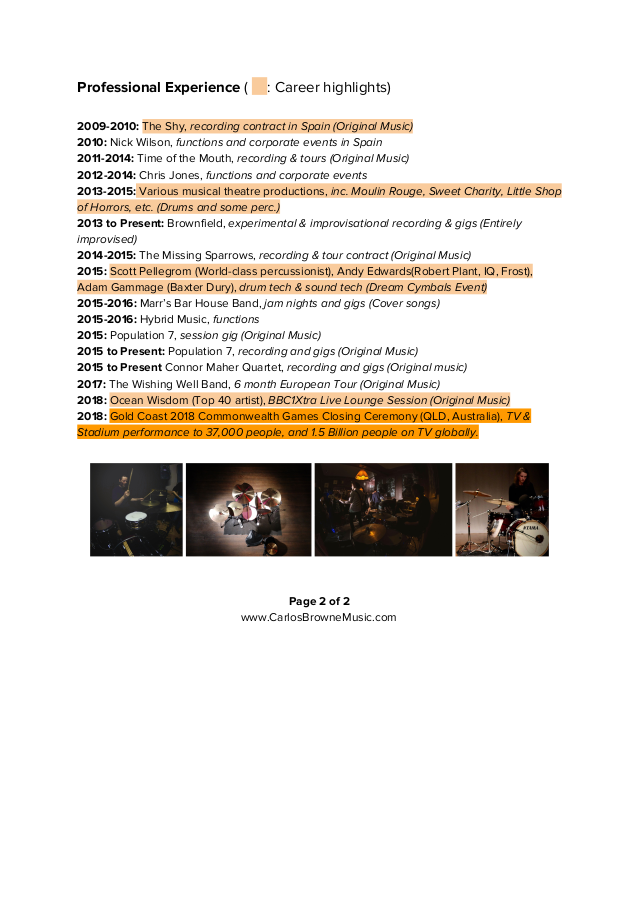 Professional Experience ( : Career highlights)
2009-2010: The Shy, recording contract in Spain (Original Music)
2010: Nick Wilson, functions and corporate events in Spain
2011-2014: Time of the Mouth, recording & tours (Original Music)
2012-2014: Chris Jones, functions and corporate events
2013-2015: Various musical theatre productions, inc. Moulin Rouge, Sweet Charity, Little Shop
of Horrors, etc. (Drums and some perc.)
2013 to Present: Brownfield, experimental & improvisational recording & gigs (Entirely
improvised)
2014-2015: The Missing Sparrows, recording & tour contract (Original Music)
2015: Scott Pellegrom (World-class percussionist), Andy Edwards(Robert Plant, IQ, Frost),
Adam Gammage (Baxter Dury), drum tech & sound tech (Dream Cymbals Event)
2015-2016: Marr's Bar House Band, jam nights and gigs (Cover songs)
2015-2016: Hybrid Music, functions
2015: Population 7, session gig (Original Music)
2015 to Present: Population 7, recording and gigs (Original Music)
2015 to Present Connor Maher Quartet, recording and gigs (Original music)
2017: The Wishing Well Band, 6 month European Tour (Original Music)
2018: Ocean Wisdom (Top 40 artist), BBC1Xtra Live Lounge Session (Original Music)
2018: Gold Coast 2018 Commonwealth Games Closing Ceremony (QLD, Australia), TV &
Stadium performance to 37,000 people, and 1.5 Billion people on TV globally.
TAMA
Page 2 of 2
www.CarlosBrowneMusic.com